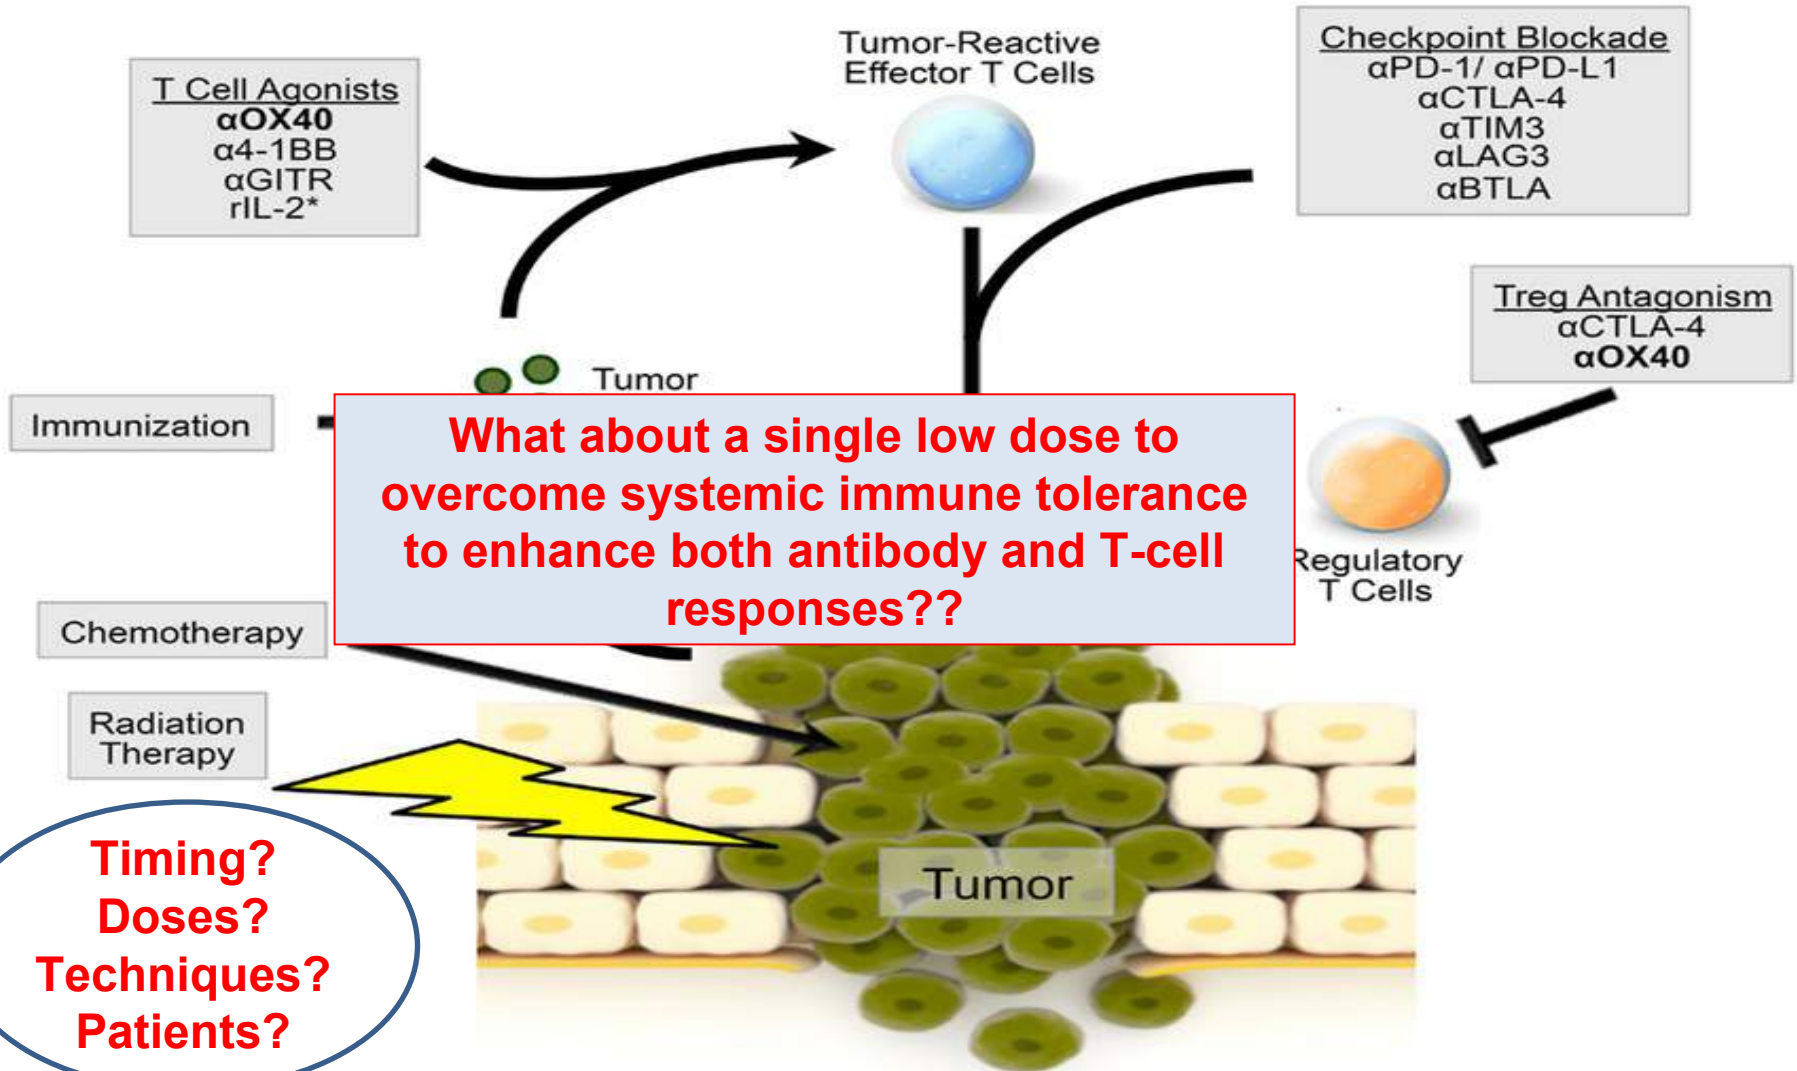 Tumor-Reactive
Effector T Cells
T Cell Agonists
αOX40
α4-1BB
αGITR
rIL-2*
Checkpoint Blockade
αPD-1/ αPD-L1
αCTLA-4
αTIM3
αLAG3
αBTLA
Treg Antagonism
αCTLA-4
αOX40
Tumor
Immunization
What about a single low dose to
overcome systemic immune tolerance
to enhance both antibody and T-cell
responses??
Regulatory
T Cells
Chemotherapy
Radiation
Therapy
Tumor
Timing?
Doses?
Techniques?
Patients?